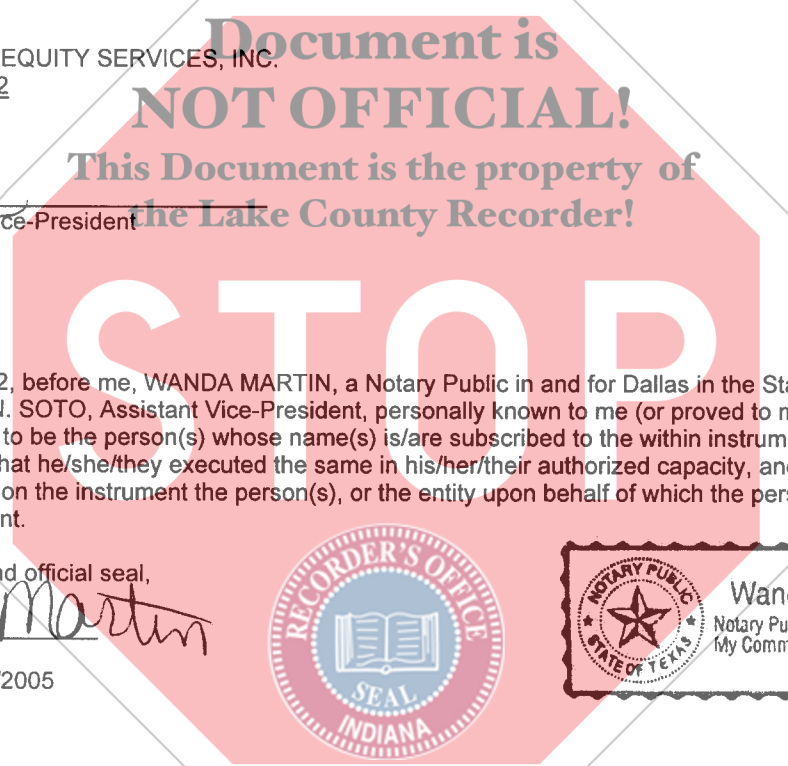 Document is
EQUITY SERVICES, INC.
2
NOT OFFICIAL!
This Document is the property of
ce-President
the Lake County Recorder!
STOP
2, before me, WANDA MARTIN, a Notary Public in and for Dallas in the Sta
N. SOTO, Assistant Vice-President, personally known to me (or proved to m
to be the person(s) whose name(s) is/are subscribed to the within instrum
hat he/she/they executed the same in his/her/their authorized capacity, and
on the instrument the person(s), or the entity upon behalf of which the pers
nt.
nd official seal,
Martin
/2005
RECORDER'S OFFICE
SEAL
INDIANA
NOTARY PUBLIC
STATE OF TEXAS
Wand
Notary Pu
My Comm